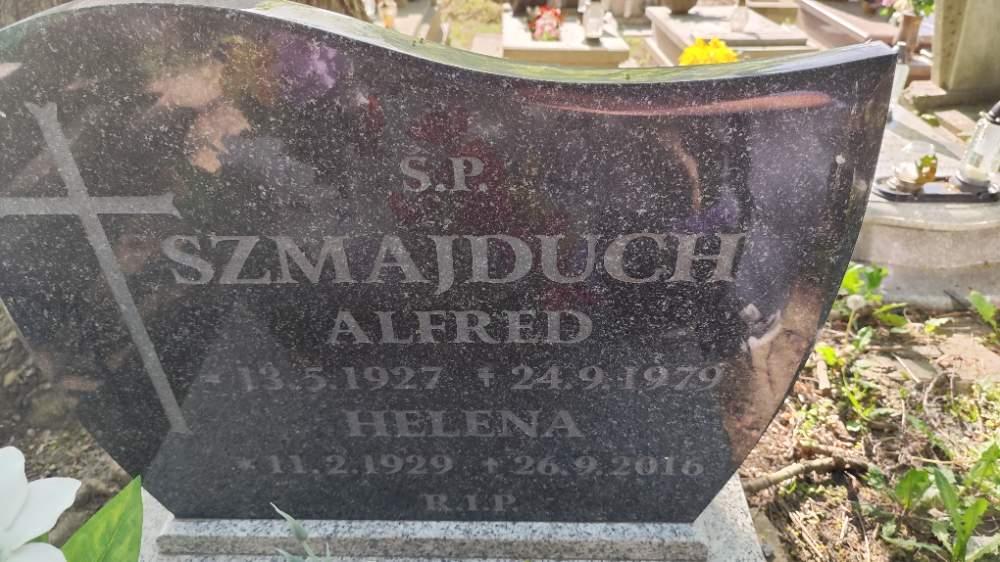 Ś.P.
SZMAJDUCH
ALFRED
* 13.5.1927 + 24.9.1979
HELENA
* 11.2.1929 + 26.9.2016
R.I.P.